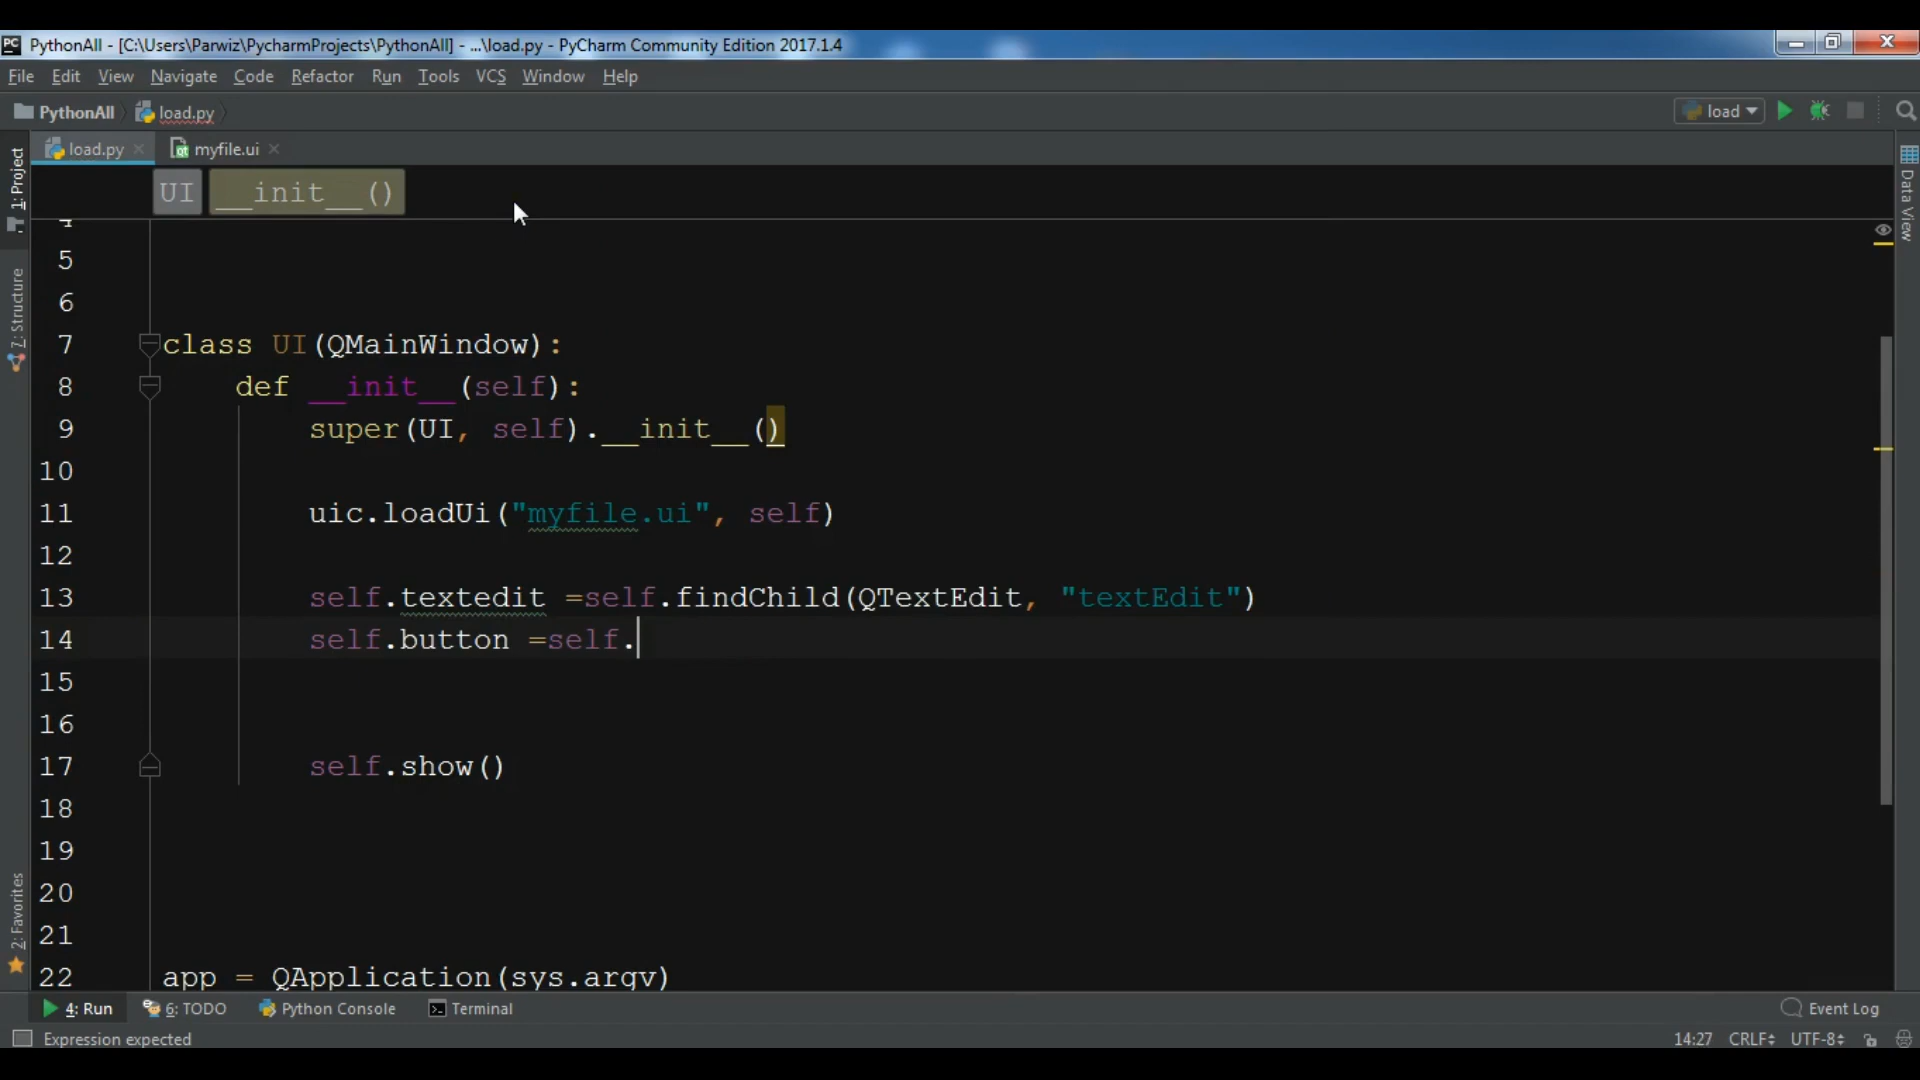 PC PythonAll - [C:\Users\Parwiz\PycharmProjects\PythonAll] - ...\load.py - PyCharm Community Edition 2017.1.4
File Edit View Navigate Code Refactor Run Tools VCS Window Help
PythonAll load.py load
load.py myfile.ui
UI __init__()
1: Project
7: Structure
2: Favorites
Data View
4
5
6
7 class UI(QMainWindow):
8 def __init__(self):
9 super(UI, self).__init__()
10
11 uic.loadUi("myfile.ui", self)
12
13 self.textedit =self.findChild(QTextEdit, "textEdit")
14 self.button =self.
15
16
17 self.show()
18
19
20
21
22 app = QApplication(sys.argv)
4: Run 6: TODO Python Console Terminal Event Log
Expression expected 14:27 CRLF UTF-8